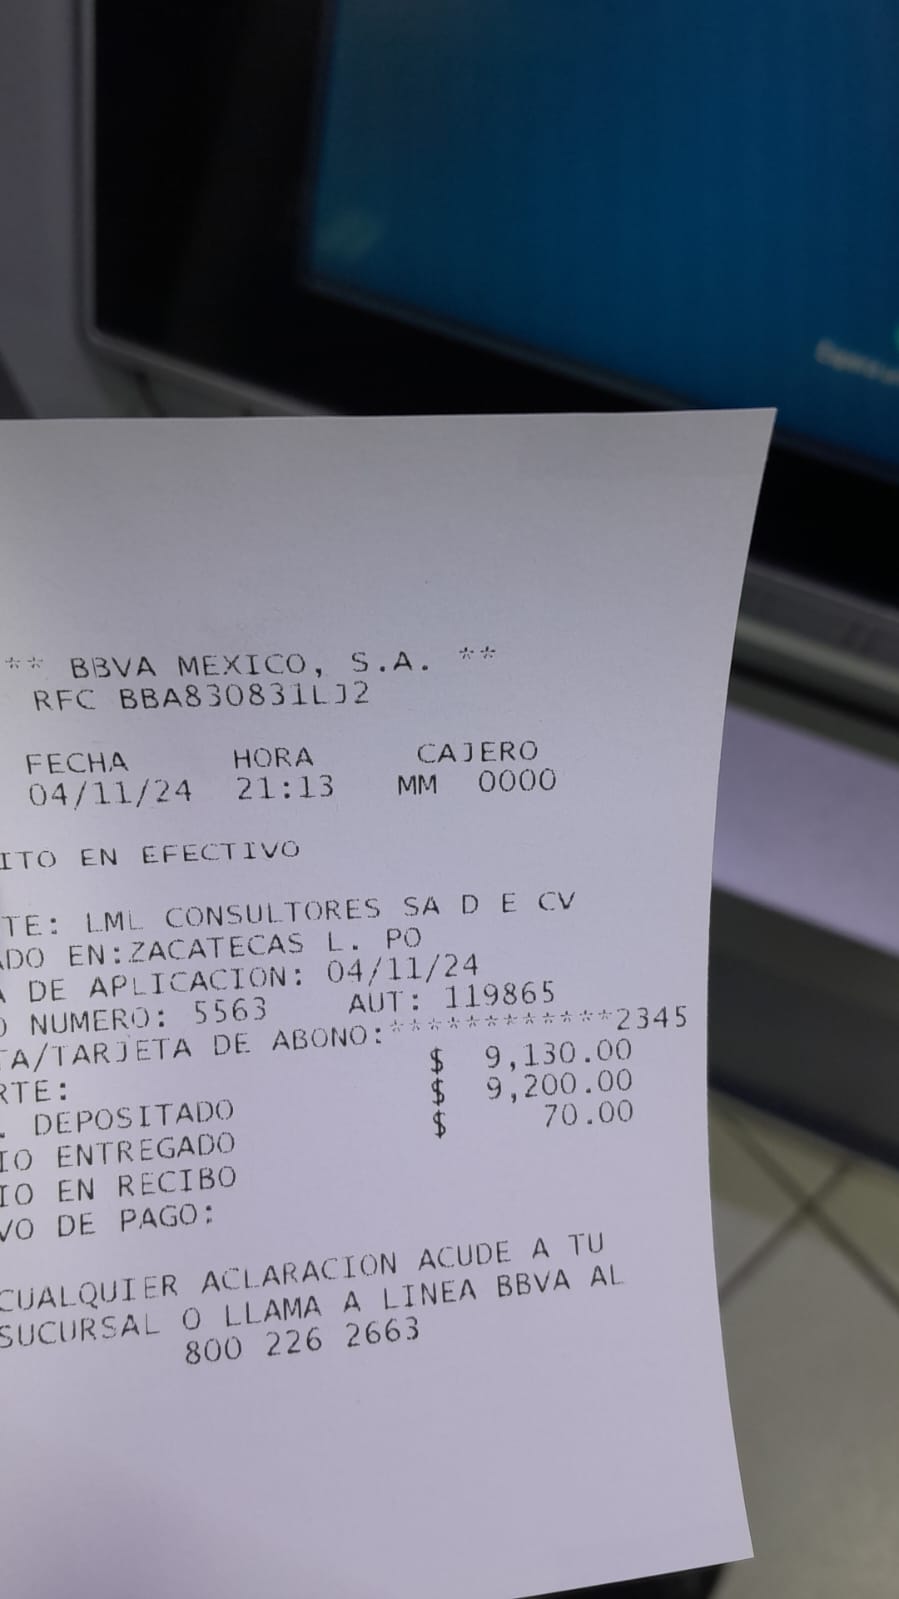 ** BBVA MEXICO, S.A. **
RFC BBA830831LJ2
FECHA HORA CAJERO
04/11/24 21:13 MM 0000
ITO EN EFECTIVO
TE: LML CONSULTORES SA D E CV
ADO EN:ZACATECAS L. PO
A DE APLICACION: 04/11/24
O NUMERO: 5563 AUT: 119865
TA/TARJETA DE ABONO:************2345
RTE: $ 9,130.00
. DEPOSITADO $ 9,200.00
IO ENTREGADO $ 70.00
IO EN RECIBO
VO DE PAGO:
CUALQUIER ACLARACION ACUDE A TU
SUCURSAL O LLAMA A LINEA BBVA AL
800 226 2663